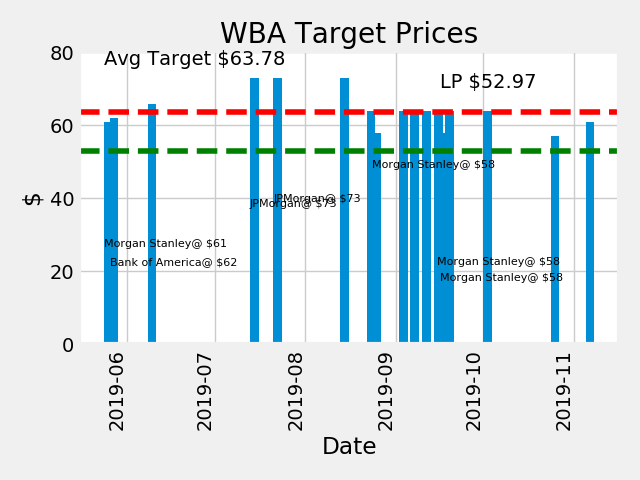 WBA Target Prices
Avg Target $63.78
LP $52.97
80
60
40
20
0
$
Morgan Stanley@ $58
JPMorgan@ $73
JPMorgan@ $73
Morgan Stanley@ $61
Bank of America@ $62
Morgan Stanley@ $58
Morgan Stanley@ $58
2019-06
2019-07
2019-08
2019-09
2019-10
2019-11
Date